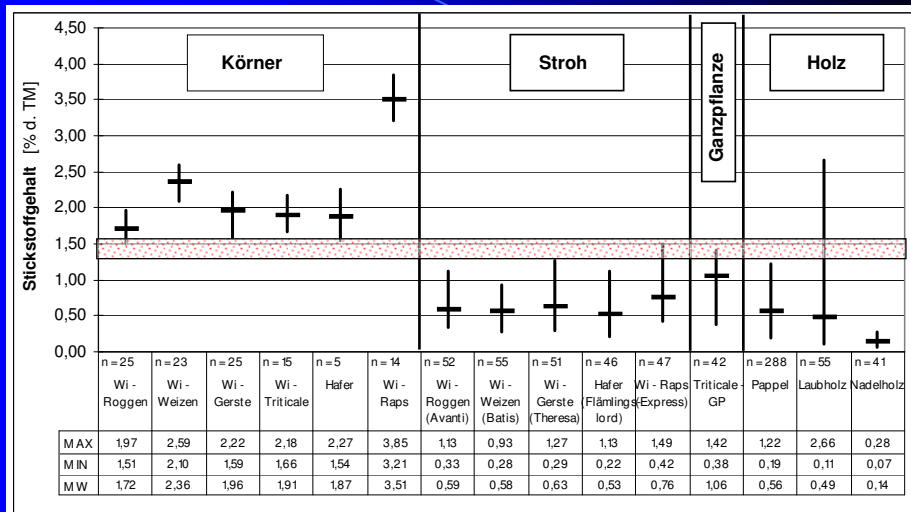 Stickstoffgehalt [% d. TM]
4,50
4,00
3,50
3,00
2,50
2,00
1,50
1,00
0,50
0,00
Körner
Stroh
Ganzpflanze
Holz
n = 25 n = 23 n = 25 n = 15 n = 5 n = 14 n = 52 n = 55 n = 51 n = 46 n = 47 n = 42 n = 288 n = 55 n = 41
Wi - Roggen
Wi - Weizen
Wi - Gerste
Wi - Triticale
Hafer
Wi - Raps
Wi - Roggen (Avanti)
Wi - Weizen (Batis)
Wi - Gerste (Theresa)
Hafer (Flämlings lord)
Wi - Raps (Express)
Triticale - GP
Pappel
Laubholz
Nadelholz
MAX 1,97 2,59 2,22 2,18 2,27 3,85 1,13 0,93 1,27 1,13 1,49 1,42 1,22 2,66 0,28
MIN 1,51 2,10 1,59 1,66 1,54 3,21 0,33 0,28 0,29 0,22 0,42 0,38 0,19 0,11 0,07
MW 1,72 2,36 1,96 1,91 1,87 3,51 0,59 0,58 0,63 0,53 0,76 1,06 0,56 0,49 0,14